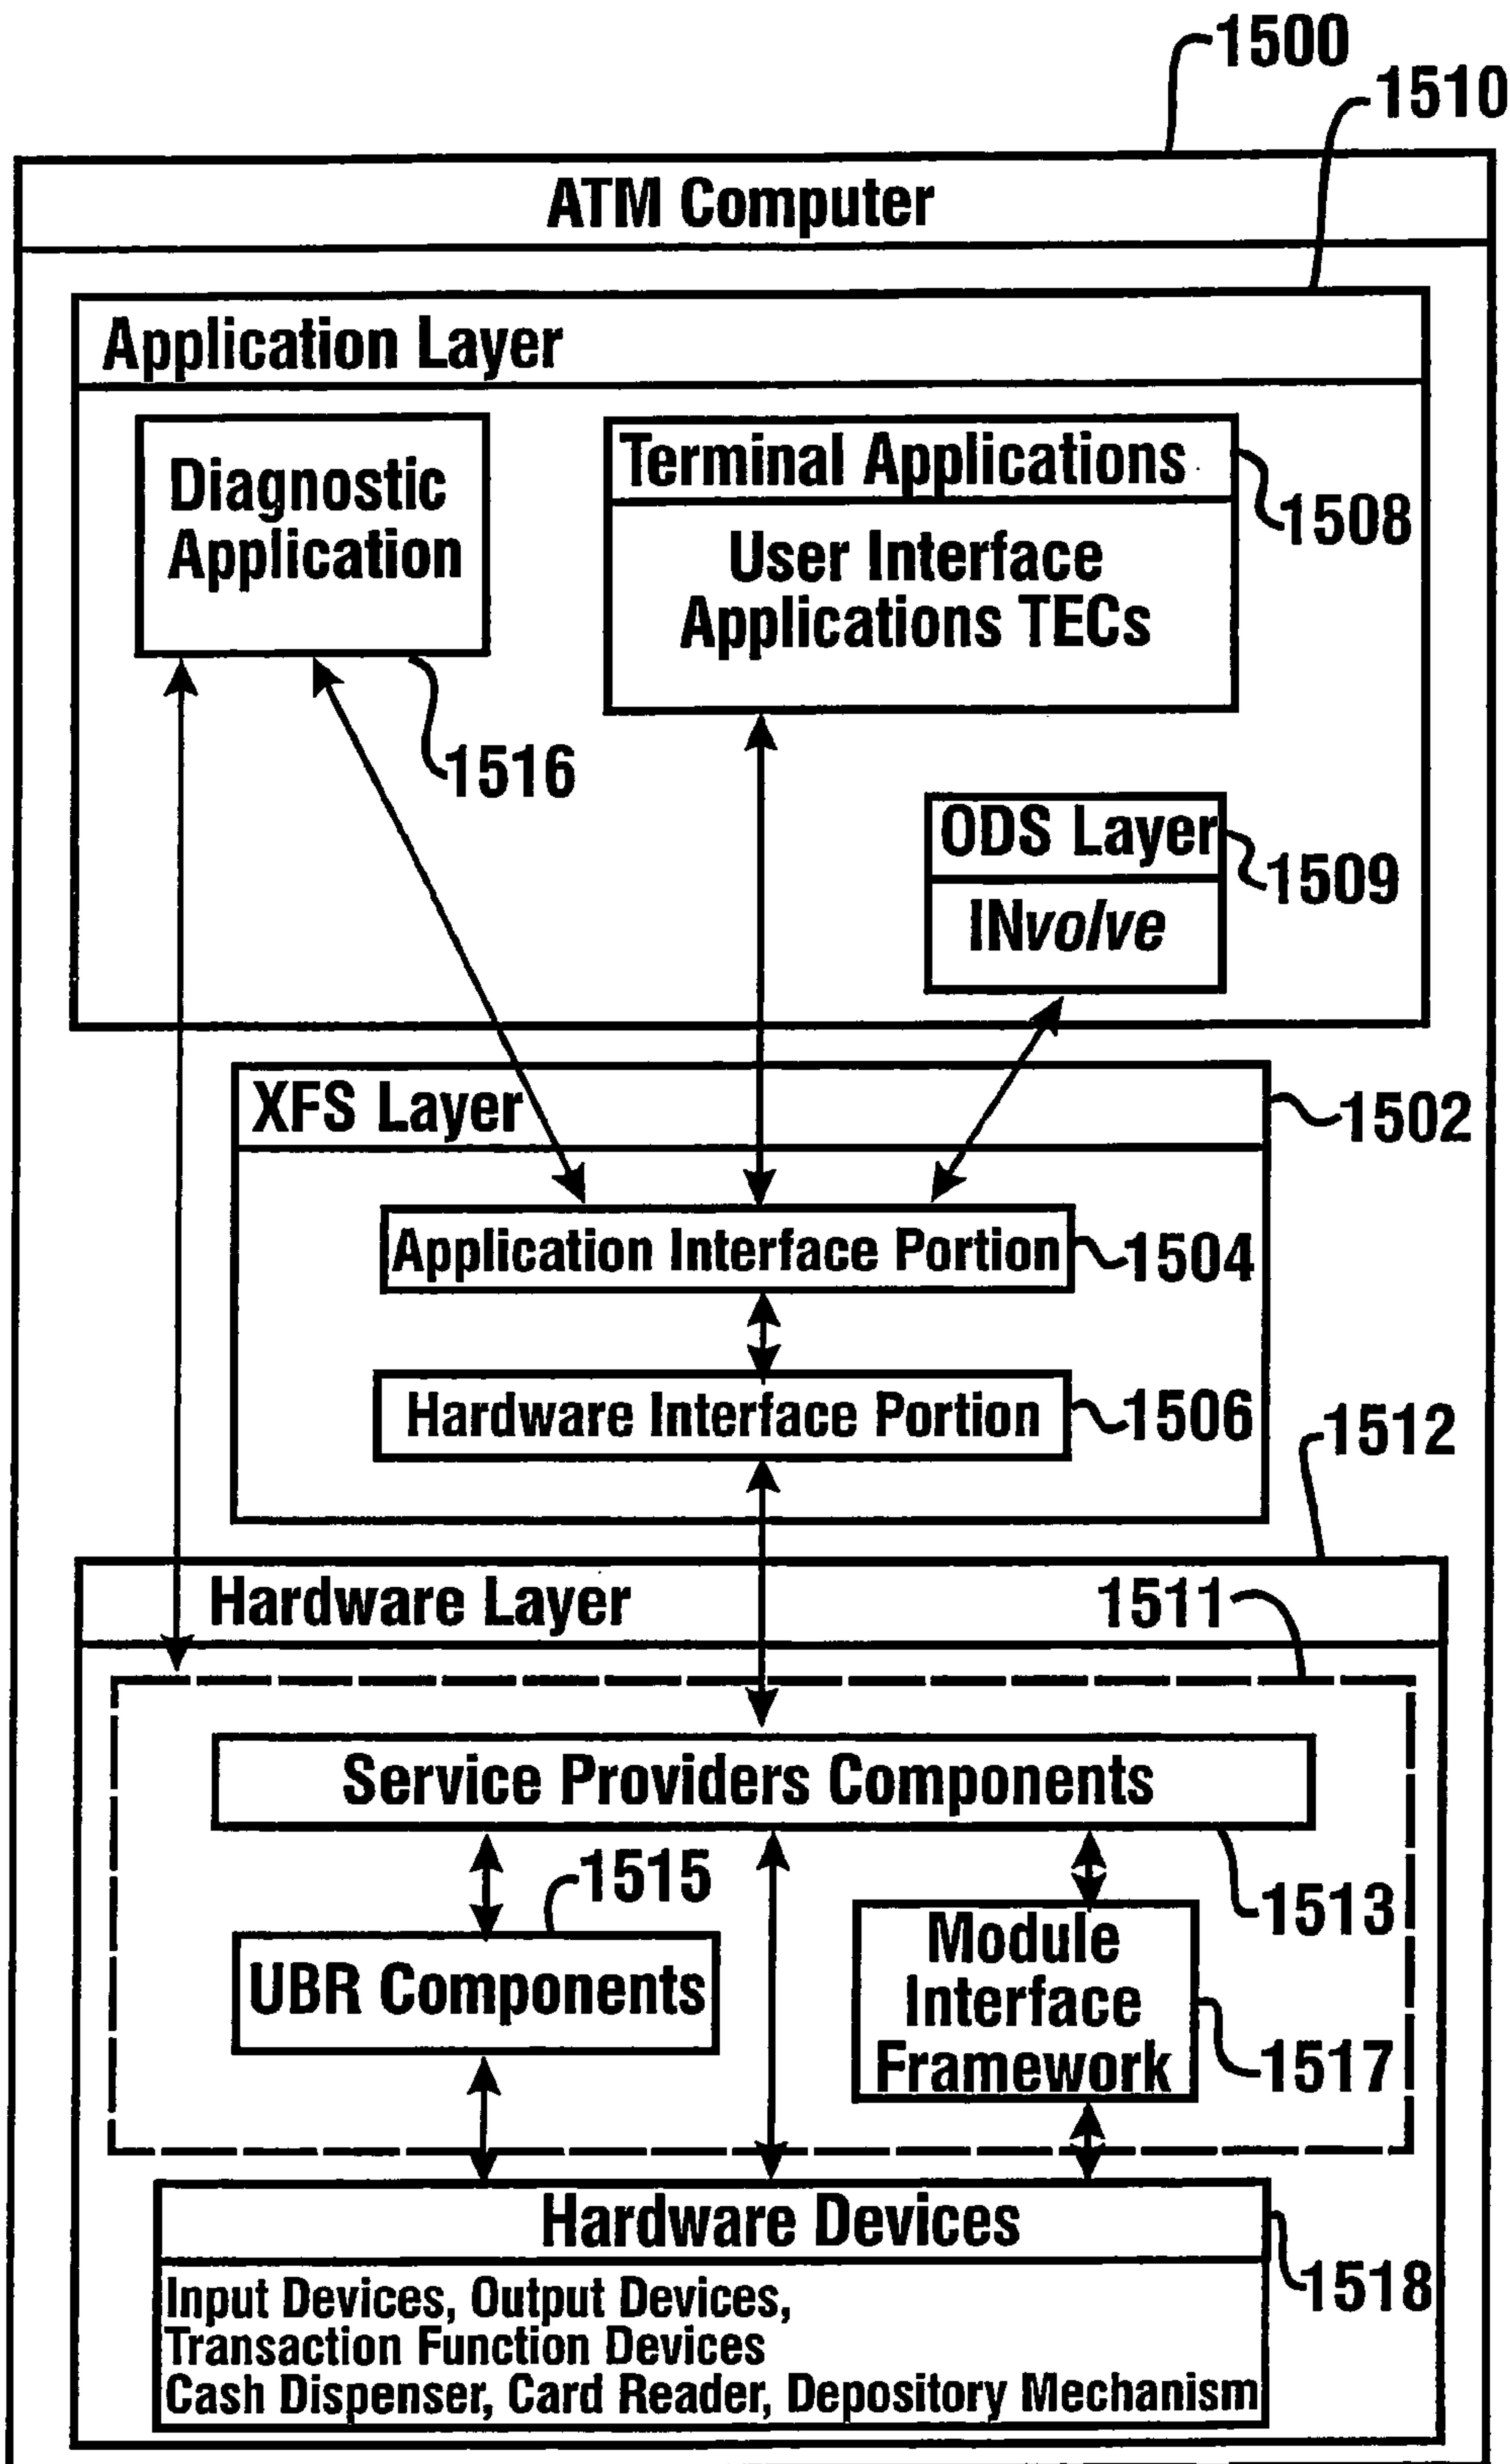 1500
1510
ATM Computer
Application Layer
Diagnostic
Application
Terminal Applications
1508
User Interface
Applications TECs
1516
ODS Layer
1509
INvolve
XFS Layer
1502
Application Interface Portion
1504
Hardware Interface Portion
1506
1512
Hardware Layer
1511
Service Providers Components
1515
1513
UBR Components
Module
Interface
Framework
1517
Hardware Devices
1518
Input Devices, Output Devices,
Transaction Function Devices
Cash Dispenser, Card Reader, Depository Mechanism